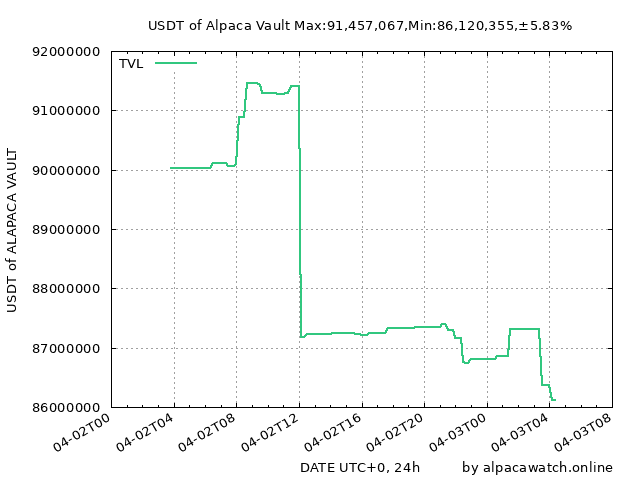 USDT of Alpaca Vault Max:91,457,067,Min:86,120,355,±5.83%
92000000
TVL
91000000
90000000
89000000
88000000
87000000
86000000
USDT of ALAPACA VAULT
04-02T00
04-02T04
04-02T08
04-02T12
04-02T16
04-02T20
04-03T00
04-03T04
04-03T08
DATE UTC+0, 24h
by alpacawatch.online